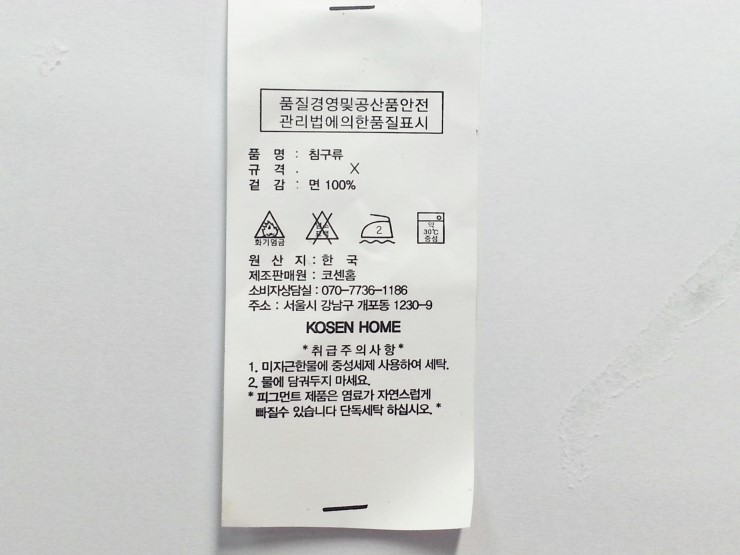 품질경영및공산품안전
관리법에의한품질표시
품 명 : 침구류
규 격 . X
겉 감 : 면 100%
화기엄금
염소
표백
2
약
30℃
중성
원 산 지 : 한 국
제조판매원 : 코센홈
소비자상담실 : 070-7736-1186
주소 : 서울시 강남구 개포동 1230-9
KOSEN HOME
* 취 급 주 의 사 항 *
1. 미지근한물에 중성세제 사용하여 세탁.
2. 물에 담궈두지 마세요.
* 피그먼트 제품은 염료가 자연스럽게
빠질수 있습니다 단독세탁 하십시오. *